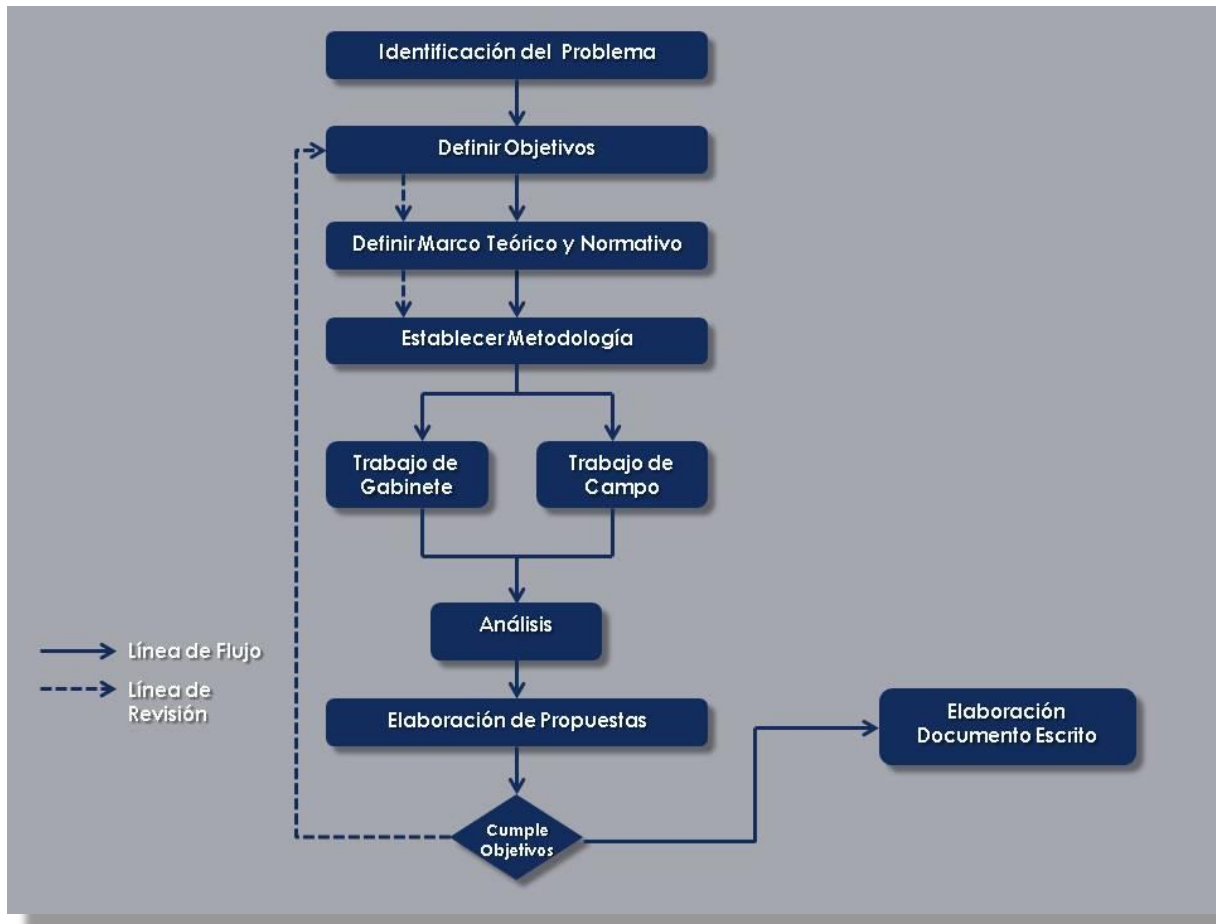 Identificación del Problema
Definir Objetivos
Definir Marco Teórico y Normativo
Establecer Metodología
Trabajo de
Gabinete
Trabajo de
Campo
Análisis
Línea de Flujo
Línea de
Revisión
Elaboración de Propuestas
Elaboración
Documento Escrito
Cumple
Objetivos